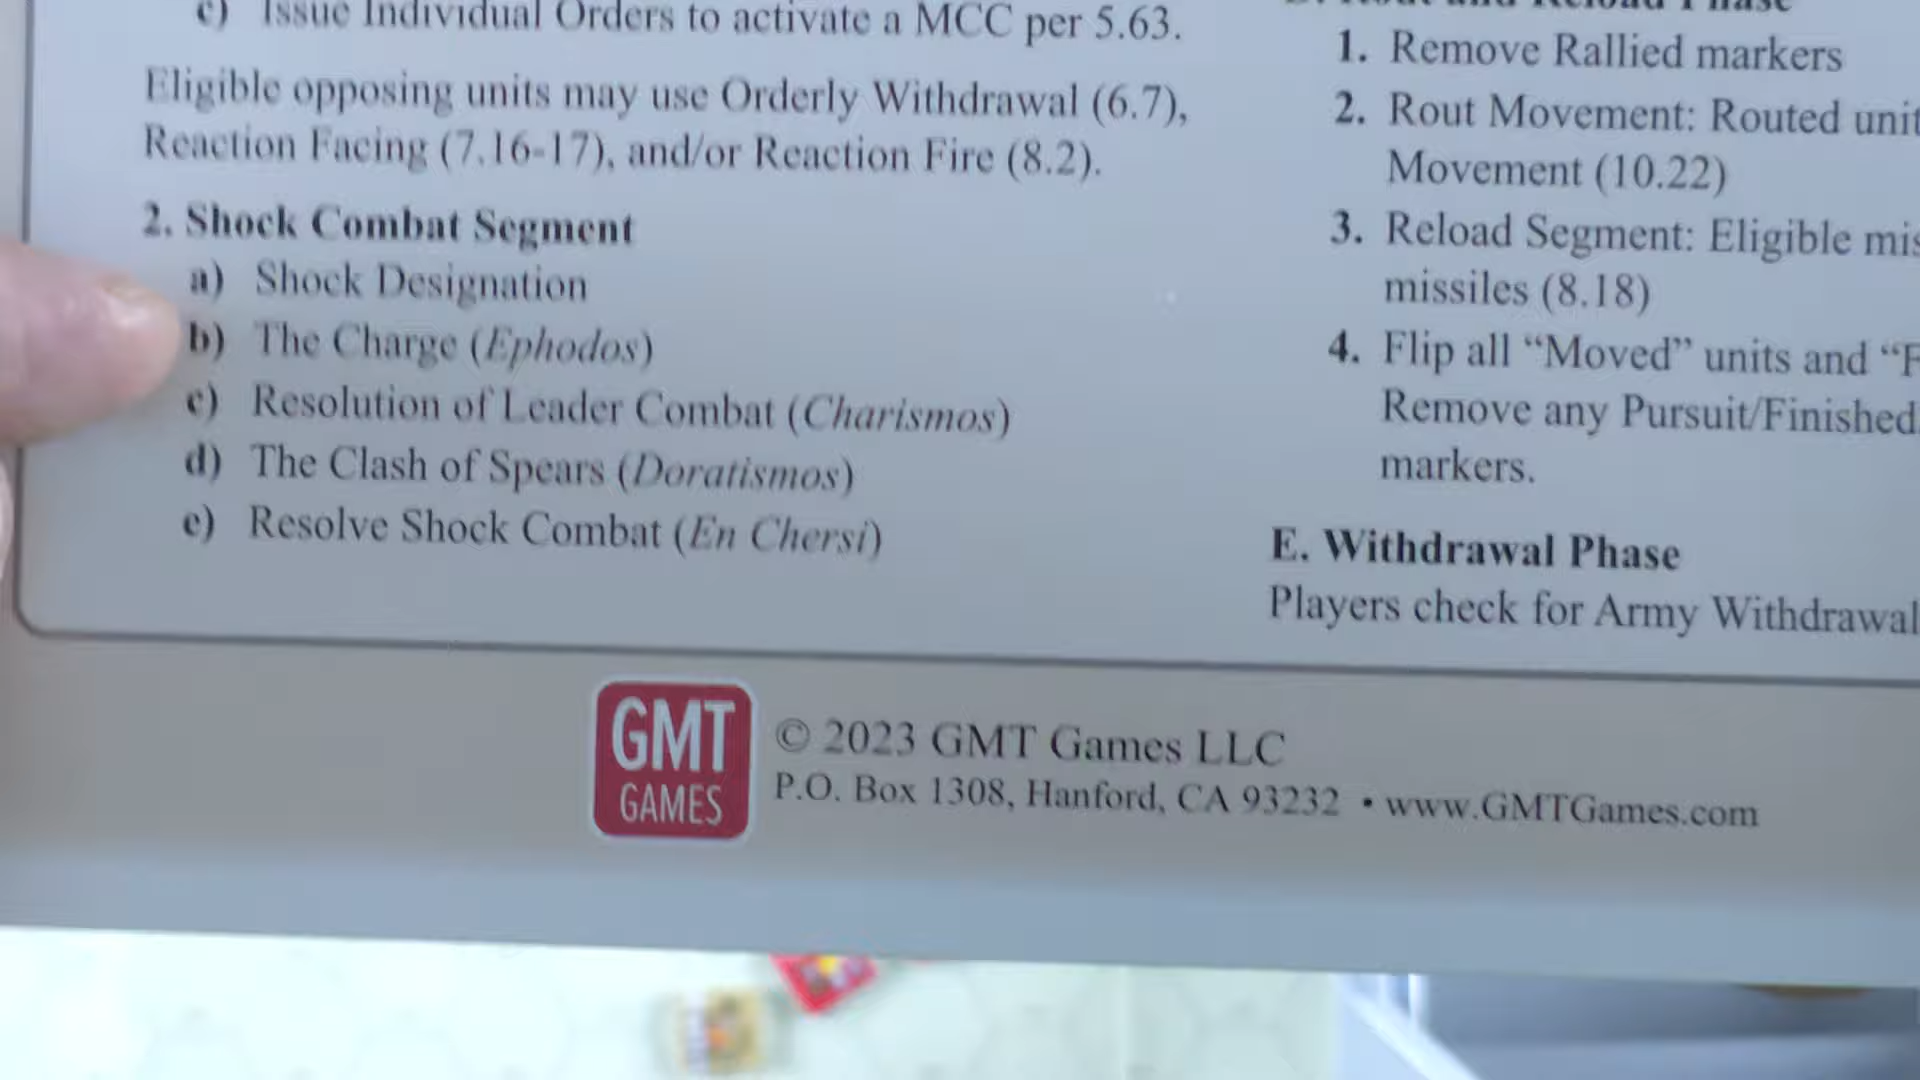 c) Issue Individual Orders to activate a MCC per 5.63.
Eligible opposing units may use Orderly Withdrawal (6.7),
Reaction Facing (7.16-17), and/or Reaction Fire (8.2).
2. Shock Combat Segment
a) Shock Designation
b) The Charge (Ephodos)
c) Resolution of Leader Combat (Charismos)
d) The Clash of Spears (Doratismos)
e) Resolve Shock Combat (En Chersi)
1. Remove Rallied markers
2. Rout Movement: Routed unit
Movement (10.22)
3. Reload Segment: Eligible mis
missiles (8.18)
4. Flip all “Moved” units and “F
Remove any Pursuit/Finished
markers.
E. Withdrawal Phase
Players check for Army Withdrawal
GMT
GAMES
© 2023 GMT Games LLC
P.O. Box 1308, Hanford, CA 93232 • www.GMTGames.com